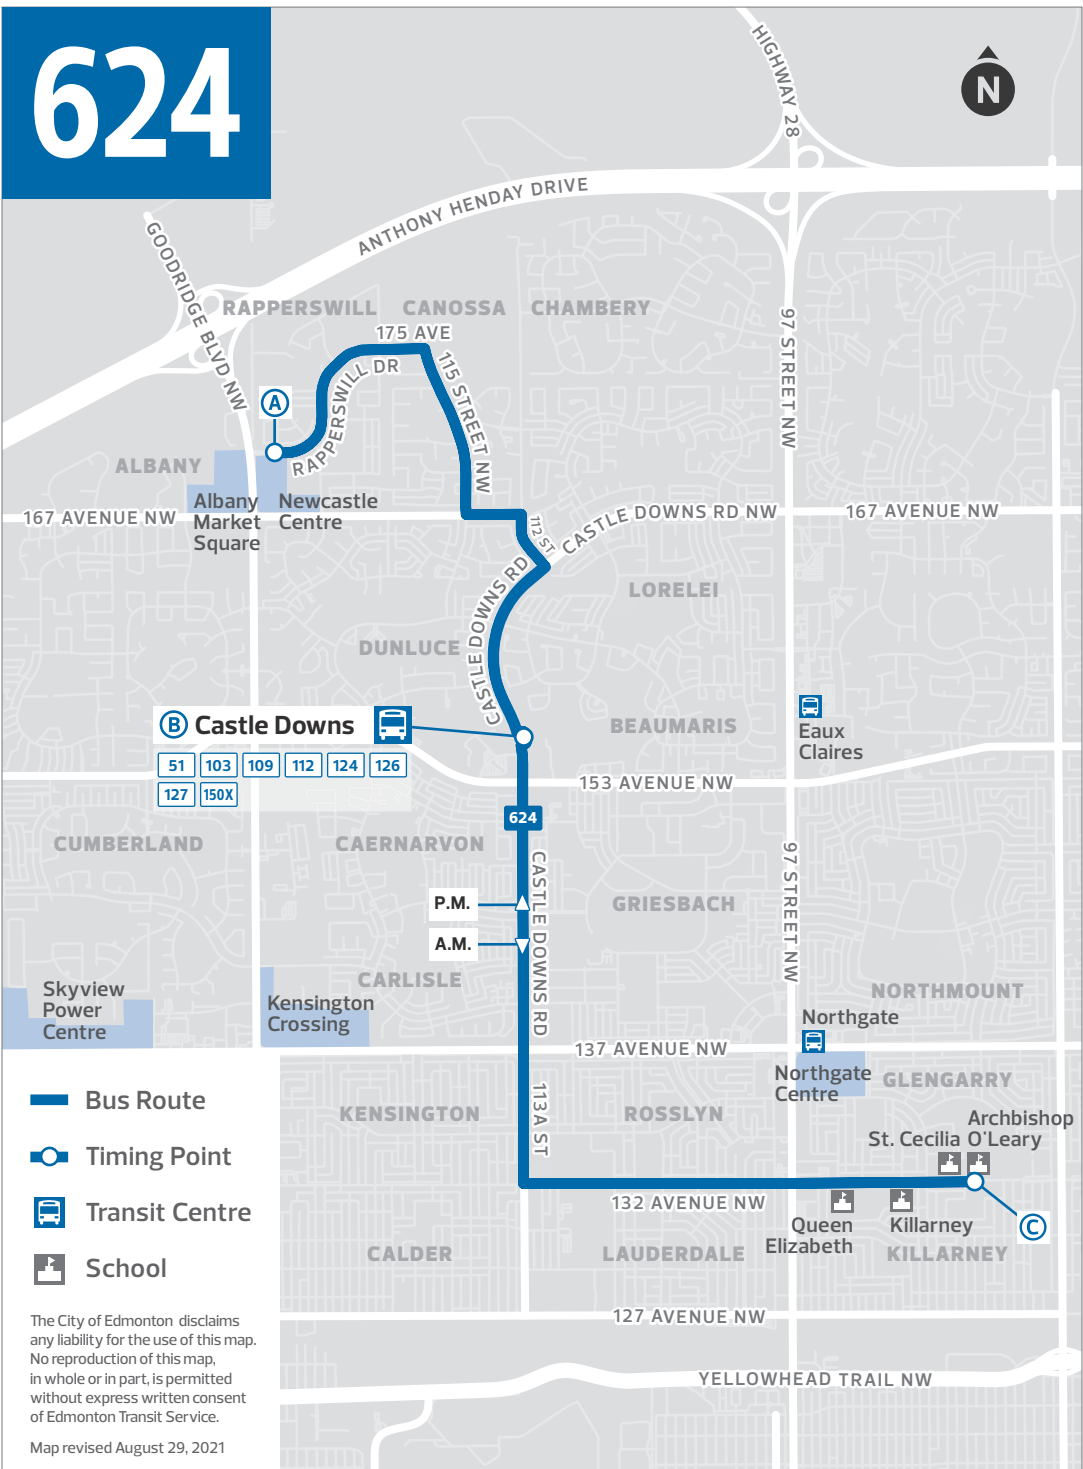 624
N
HIGHWAY 28
ANTHONY HENDAY DRIVE
GOODRIDGE BLVD NW
RAPPERSWILL
CANOSSA
CHAMBERY
175 AVE
RAPPERSWILL DR
115 STREET NW
97 STREET NW
A
ALBANY
Albany
Market
Square
Newcastle
Centre
167 AVENUE NW
112 ST
CASTLE DOWNS RD NW
167 AVENUE NW
CASTLE DOWNS RD
LORELEI
DUNLUCE
B Castle Downs
51 103 109 112 124 126
127 150X
BEAUMARIS
Eaux
Claires
153 AVENUE NW
624
CUMBERLAND
CAERNARVON
CASTLE DOWNS RD
97 STREET NW
P.M.
A.M.
GRIESBACH
CARLISLE
Skyview
Power
Centre
Kensington
Crossing
NORTHMOUNT
Northgate
137 AVENUE NW
Northgate
Centre
GLENGARRY
KENSINGTON
113A ST
ROSSLYN
Archbishop
O'Leary
St. Cecilia
132 AVENUE NW
Queen
Elizabeth
Killarney
C
CALDER
LAUDERDALE
KILLARNEY
127 AVENUE NW
YELLOWHEAD TRAIL NW
Bus Route
Timing Point
Transit Centre
School
The City of Edmonton disclaims
any liability for the use of this map.
No reproduction of this map,
in whole or in part, is permitted
without express written consent
of Edmonton Transit Service.
Map revised August 29, 2021